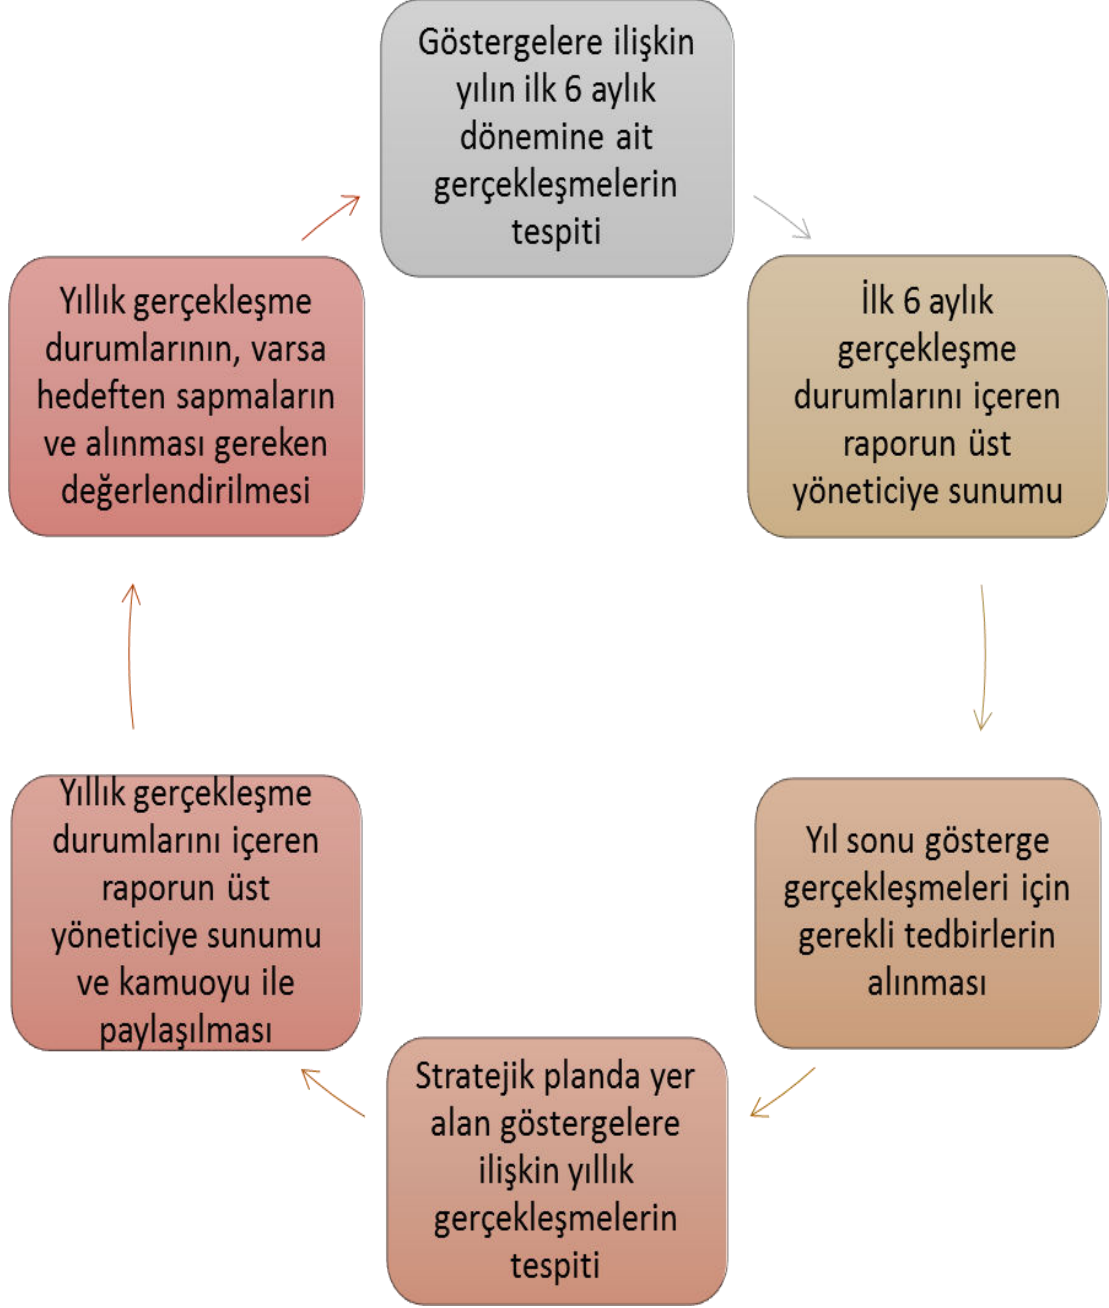 Göstergelere ilişkin
yılın ilk 6 aylık
dönemine ait
gerçekleşmelerin
tespiti
İlk 6 aylık
gerçekleşme
durumlarını içeren
raporun üst
yöneticiye sunumu
Yıl sonu gösterge
gerçekleşmeleri için
gerekli tedbirlerin
alınması
Stratejik planda yer
alan göstergelere
ilişkin yıllık
gerçekleşmelerin
tespiti
Yıllık gerçekleşme
durumlarını içeren
raporun üst
yöneticiye sunumu
ve kamuoyu ile
paylaşılması
Yıllık gerçekleşme
durumlarının, varsa
hedeften sapmaların
ve alınması gereken
değerlendirilmesi